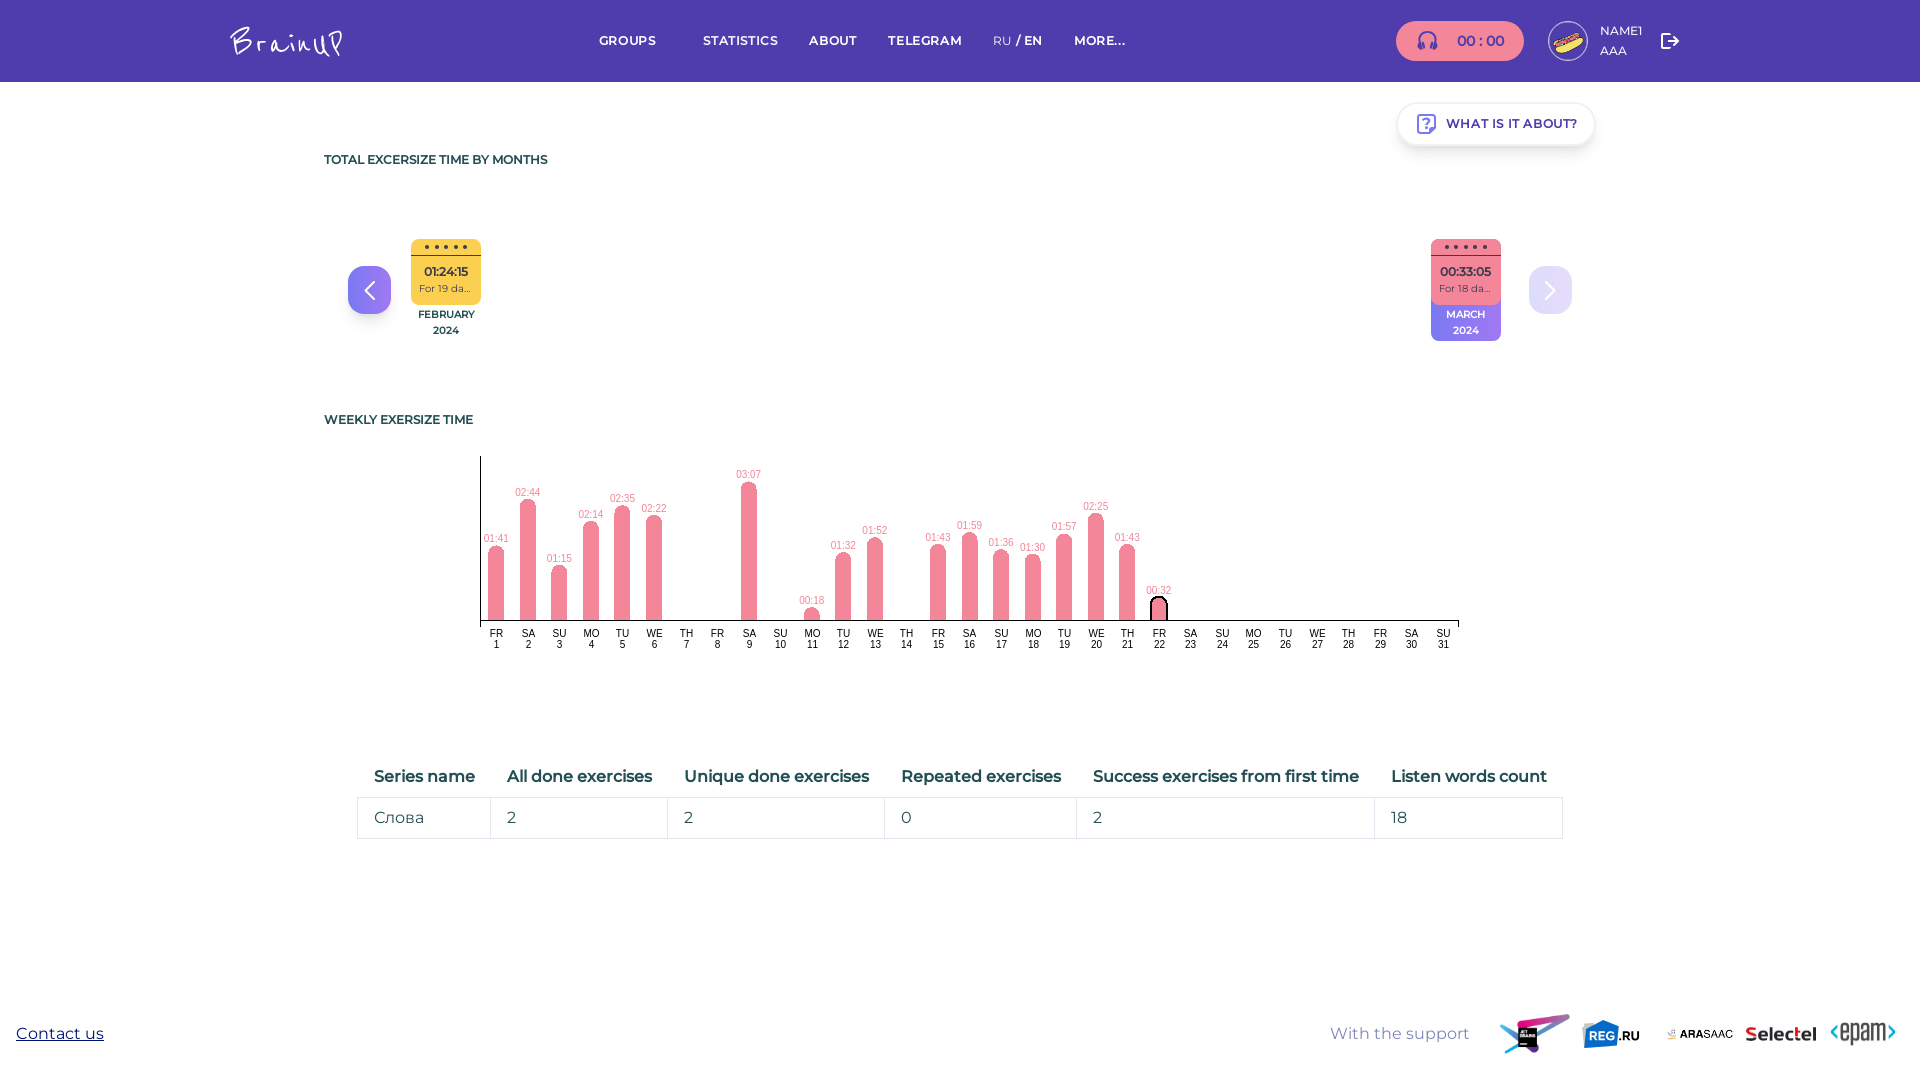 BrainUP
GROUPS STATISTICS ABOUT TELEGRAM RU / EN MORE...
00 : 00
NAME1
AAA
WHAT IS IT ABOUT?
TOTAL EXCERSIZE TIME BY MONTHS
01:24:15
For 19 da...
FEBRUARY
2024
00:33:05
For 18 da...
MARCH
2024
WEEKLY EXERSIZE TIME
01:41 02:44 01:15 02:14 02:35 02:22 03:07 00:18 01:32 01:52 01:43 01:59 01:36 01:30 01:57 02:25 01:43 00:32
FR SA SU MO TU WE TH FR SA SU MO TU WE TH FR SA SU MO TU WE TH FR SA SU MO TU WE TH FR SA SU
1 2 3 4 5 6 7 8 9 10 11 12 13 14 15 16 17 18 19 20 21 22 23 24 25 26 27 28 29 30 31
Series name All done exercises Unique done exercises Repeated exercises Success exercises from first time Listen words count
Слова 2 2 0 2 18
Contact us
With the support
JET
BRAINS
REG.RU
ARASAAC
Selectel
<epam>